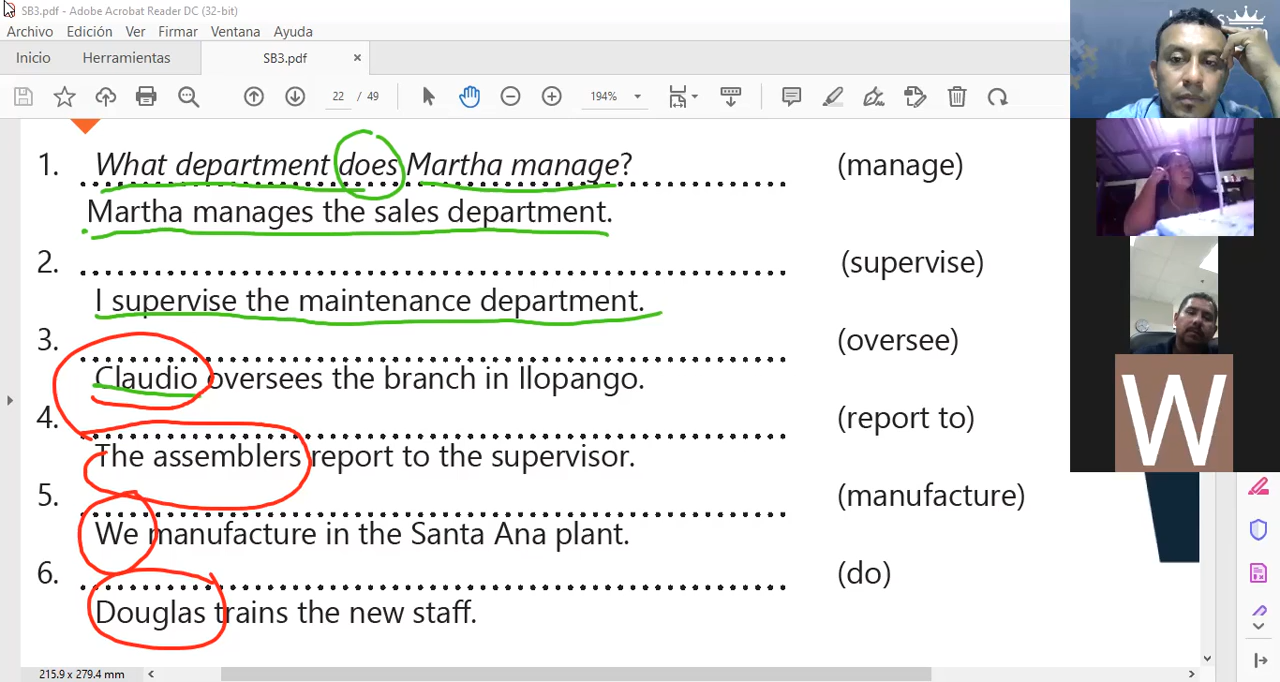 SB3.pdf - Adobe Acrobat Reader DC (32-bit)
Archivo Edición Ver Firmar Ventana Ayuda
Inicio Herramientas SB3.pdf ×
22 / 49 194%
1. What department does Martha manage? (manage)
Martha manages the sales department.
2. (supervise)
I supervise the maintenance department.
3. (oversee)
Claudio oversees the branch in Ilopango.
4. (report to)
The assemblers report to the supervisor.
5. (manufacture)
We manufacture in the Santa Ana plant.
6. (do)
Douglas trains the new staff.
W
215.9 x 279.4 mm